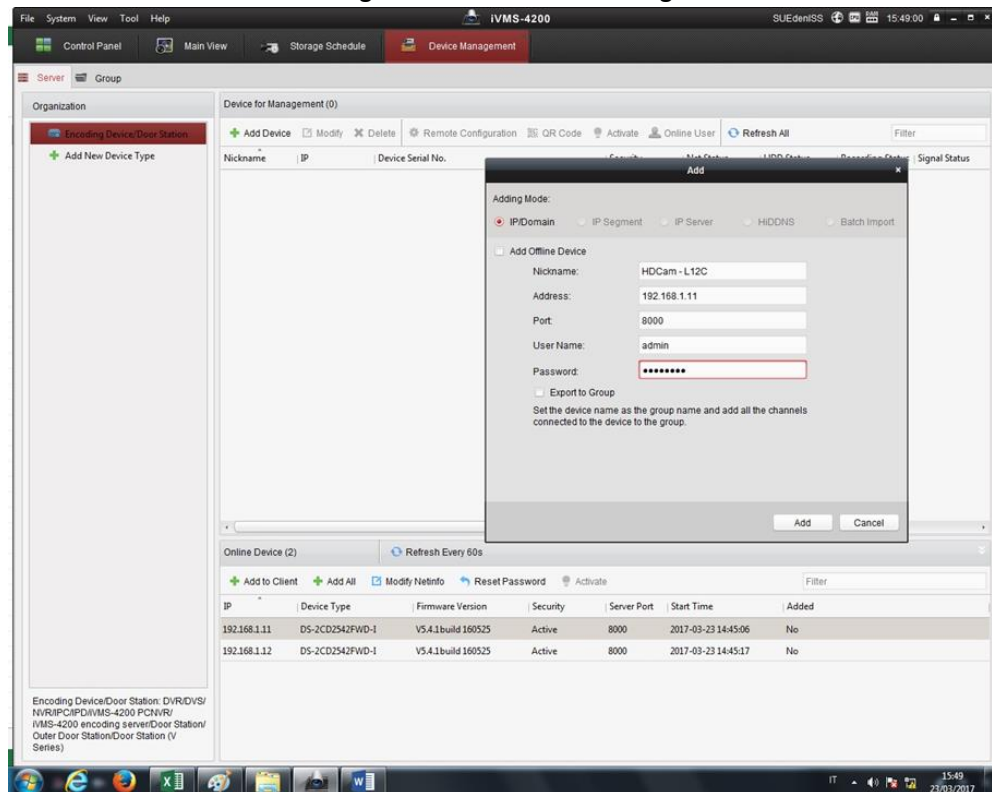 File System View Tool Help iVMS-4200 SUEdenISS 15:49:00
Control Panel Main View Storage Schedule Device Management
Server Group
Organization
Encoding Device/Door Station
Add New Device Type
Device for Management (0)
Add Device Modify Delete Remote Configuration QR Code Activate Online User Refresh All Filter
Nickname IP Device Serial No. Signal Status
Add
Adding Mode:
IP/Domain IP Segment IP Server HiDDNS Batch Import
Add Offline Device
Nickname: HDCam - L12C
Address: 192.168.1.11
Port: 8000
User Name: admin
Password: ••••••••
Export to Group
Set the device name as the group name and add all the channels
connected to the device to the group.
Add Cancel
Online Device (2) Refresh Every 60s
Add to Client Add All Modify Netinfo Reset Password Activate Filter
IP Device Type Firmware Version Security Server Port Start Time Added
192.168.1.11 DS-2CD2542FWD-I V5.4.1build 160525 Active 8000 2017-03-23 14:45:06 No
192.168.1.12 DS-2CD2542FWD-I V5.4.1build 160525 Active 8000 2017-03-23 14:45:17 No
Encoding Device/Door Station: DVR/DVS/
NVR/IPC/IPD/iVMS-4200 PCNVR/
iVMS-4200 encoding server/Door Station/
Outer Door Station/Door Station (V
Series)
IT 15:49
23/03/2017